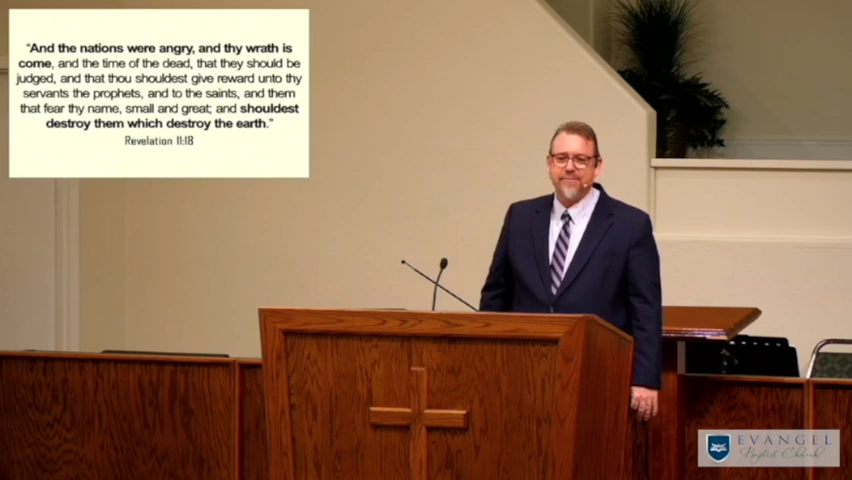 “And the nations were angry, and thy wrath is
come, and the time of the dead, that they should be
judged, and that thou shouldest give reward unto thy
servants the prophets, and to the saints, and them
that fear thy name, small and great; and shouldest
destroy them which destroy the earth.”
Revelation 11:18
EVANGEL
Baptist Church